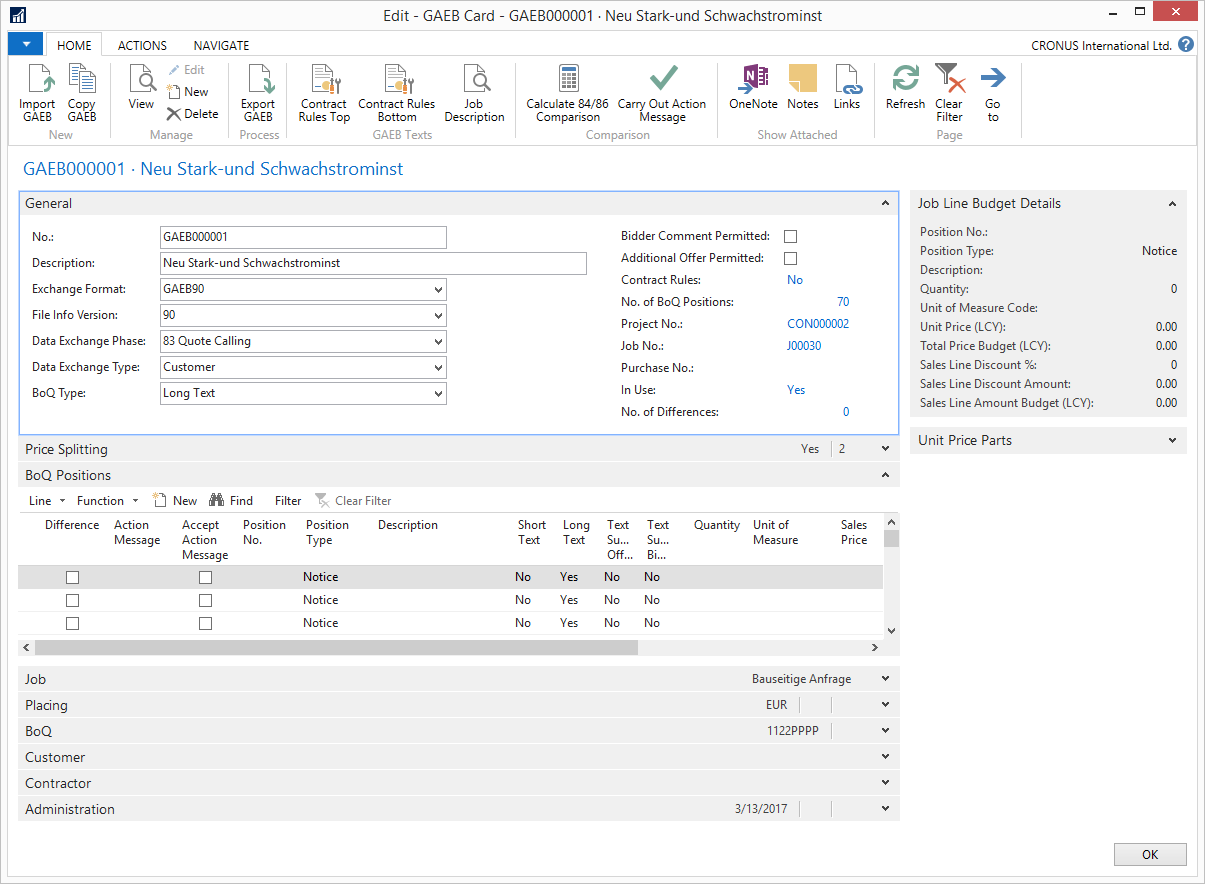 Edit - GAEB Card - GAEB000001 · Neu Stark-und Schwachstrominst
HOME ACTIONS NAVIGATE CRONUS International Ltd.
Import GAEB
Copy GAEB
New
View
Edit
New
Delete
Manage
Export GAEB
Process
Contract Rules Top
Contract Rules Bottom
Job Description
GAEB Texts
Calculate 84/86 Comparison
Carry Out Action Message
Comparison
OneNote
Notes
Links
Show Attached
Refresh
Clear Filter
Go to
Page
GAEB000001 · Neu Stark-und Schwachstrominst
General
No.: GAEB000001
Description: Neu Stark-und Schwachstrominst
Exchange Format: GAEB90
File Info Version: 90
Data Exchange Phase: 83 Quote Calling
Data Exchange Type: Customer
BoQ Type: Long Text
Bidder Comment Permitted:
Additional Offer Permitted:
Contract Rules: No
No. of BoQ Positions: 70
Project No.: CON000002
Job No.: J00030
Purchase No.:
In Use: Yes
No. of Differences: 0
Price Splitting Yes 2
BoQ Positions
Line Function New Find Filter Clear Filter
Difference
Action Message
Accept Action Message
Position No.
Position Type
Description
Short Text
Long Text
Text Su... Off...
Text Su... Bi...
Quantity
Unit of Measure
Sales Price
Notice No Yes No No
Notice No Yes No No
Notice No Yes No No
Job Bauseitige Anfrage
Placing EUR
BoQ 1122PPPP
Customer
Contractor
Administration 3/13/2017
Job Line Budget Details
Position No.:
Position Type: Notice
Description:
Quantity: 0
Unit of Measure Code:
Unit Price (LCY): 0.00
Total Price Budget (LCY): 0.00
Sales Line Discount %: 0
Sales Line Discount Amount: 0.00
Sales Line Amount Budget (LCY): 0.00
Unit Price Parts
OK